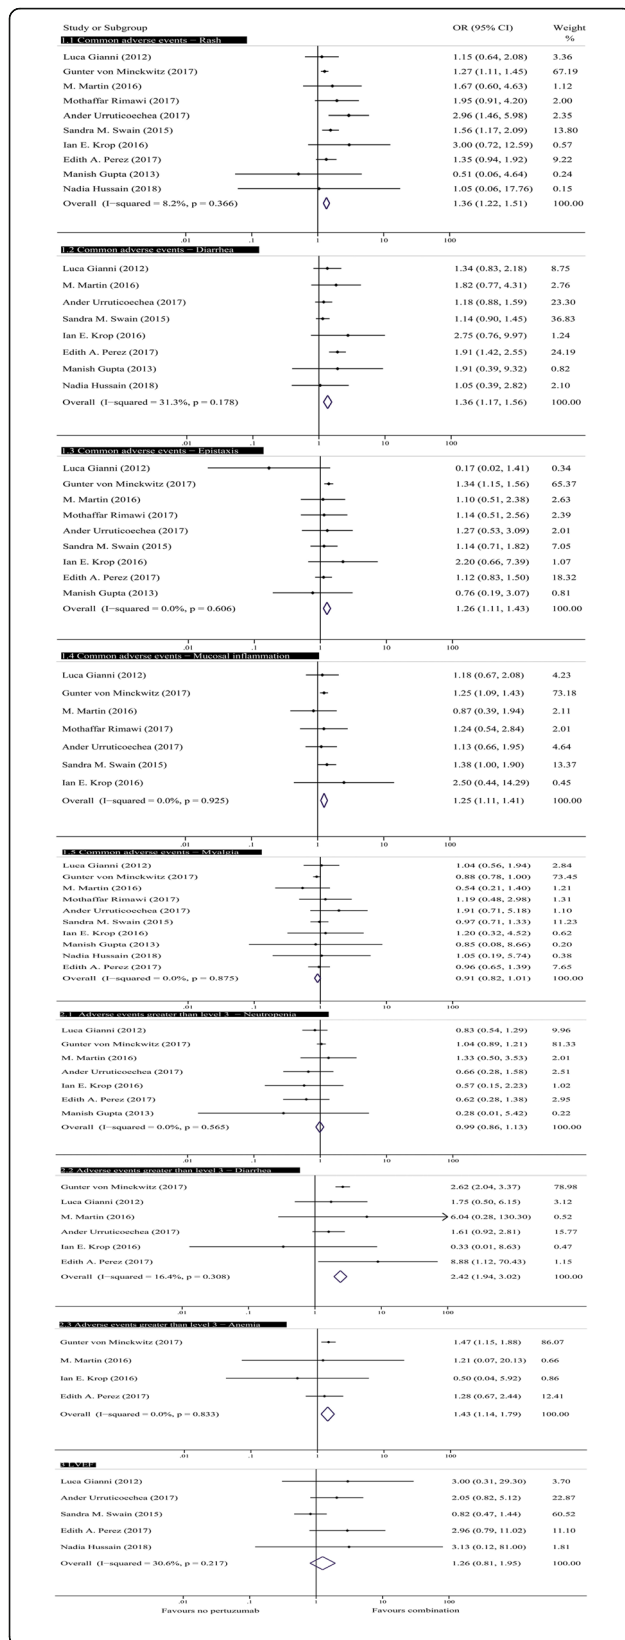 Study or Subgroup OR (95% CI) Weight
%
1.1 Common adverse events − Rash
Luca Gianni (2012) 1.15 (0.64, 2.08) 3.36
Gunter von Minckwitz (2017) 1.27 (1.11, 1.45) 67.19
M. Martin (2016) 1.67 (0.60, 4.63) 1.12
Mothaffar Rimawi (2017) 1.95 (0.91, 4.20) 2.00
Ander Urruticoechea (2017) 2.96 (1.46, 5.98) 2.35
Sandra M. Swain (2015) 1.56 (1.17, 2.09) 13.80
Ian E. Krop (2016) 3.00 (0.72, 12.59) 0.57
Edith A. Perez (2017) 1.35 (0.94, 1.92) 9.22
Manish Gupta (2013) 0.51 (0.06, 4.64) 0.24
Nadia Hussain (2018) 1.05 (0.06, 17.76) 0.15
Overall (I−squared = 8.2%, p = 0.366) 1.36 (1.22, 1.51) 100.00
.01 .1 1 10 100
1.2 Common adverse events − Diarrhea
Luca Gianni (2012) 1.34 (0.83, 2.18) 8.75
M. Martin (2016) 1.82 (0.77, 4.31) 2.76
Ander Urruticoechea (2017) 1.18 (0.88, 1.59) 23.30
Sandra M. Swain (2015) 1.14 (0.90, 1.45) 36.83
Ian E. Krop (2016) 2.75 (0.76, 9.97) 1.24
Edith A. Perez (2017) 1.91 (1.42, 2.55) 24.19
Manish Gupta (2013) 1.91 (0.39, 9.32) 0.82
Nadia Hussain (2018) 1.05 (0.39, 2.82) 2.10
Overall (I−squared = 31.3%, p = 0.178) 1.36 (1.17, 1.56) 100.00
.01 .1 1 10 100
1.3 Common adverse events − Epistaxis
Luca Gianni (2012) 0.17 (0.02, 1.41) 0.34
Gunter von Minckwitz (2017) 1.34 (1.15, 1.56) 65.37
M. Martin (2016) 1.10 (0.51, 2.38) 2.63
Mothaffar Rimawi (2017) 1.14 (0.51, 2.56) 2.39
Ander Urruticoechea (2017) 1.27 (0.53, 3.09) 2.01
Sandra M. Swain (2015) 1.14 (0.71, 1.82) 7.05
Ian E. Krop (2016) 2.20 (0.66, 7.39) 1.07
Edith A. Perez (2017) 1.12 (0.83, 1.50) 18.32
Manish Gupta (2013) 0.76 (0.19, 3.07) 0.81
Overall (I−squared = 0.0%, p = 0.606) 1.26 (1.11, 1.43) 100.00
.01 .1 1 10 100
1.4 Common adverse events − Mucosal inflammation
Luca Gianni (2012) 1.18 (0.67, 2.08) 4.23
Gunter von Minckwitz (2017) 1.25 (1.09, 1.43) 73.18
M. Martin (2016) 0.87 (0.39, 1.94) 2.11
Mothaffar Rimawi (2017) 1.24 (0.54, 2.84) 2.01
Ander Urruticoechea (2017) 1.13 (0.66, 1.95) 4.64
Sandra M. Swain (2015) 1.38 (1.00, 1.90) 13.37
Ian E. Krop (2016) 2.50 (0.44, 14.29) 0.45
Overall (I−squared = 0.0%, p = 0.925) 1.25 (1.11, 1.41) 100.00
.01 .1 1 10 100
1.5 Common adverse events − Myalgia
Luca Gianni (2012) 1.04 (0.56, 1.94) 2.84
Gunter von Minckwitz (2017) 0.88 (0.78, 1.00) 73.45
M. Martin (2016) 0.54 (0.21, 1.40) 1.21
Mothaffar Rimawi (2017) 1.19 (0.48, 2.98) 1.31
Ander Urruticoechea (2017) 1.91 (0.71, 5.18) 1.10
Sandra M. Swain (2015) 0.97 (0.71, 1.33) 11.23
Ian E. Krop (2016) 1.20 (0.32, 4.52) 0.62
Manish Gupta (2013) 0.85 (0.08, 8.66) 0.20
Nadia Hussain (2018) 1.05 (0.19, 5.74) 0.38
Edith A. Perez (2017) 0.96 (0.65, 1.39) 7.65
Overall (I−squared = 0.0%, p = 0.875) 0.91 (0.82, 1.01) 100.00
.01 .1 1 10 100
2.1 Adverse events greater than level 3 − Neutropenia
Luca Gianni (2012) 0.83 (0.54, 1.29) 9.96
Gunter von Minckwitz (2017) 1.04 (0.89, 1.21) 81.33
M. Martin (2016) 1.33 (0.50, 3.53) 2.01
Ander Urruticoechea (2017) 0.66 (0.28, 1.58) 2.51
Ian E. Krop (2016) 0.57 (0.15, 2.23) 1.02
Edith A. Perez (2017) 0.62 (0.28, 1.38) 2.95
Manish Gupta (2013) 0.28 (0.01, 5.42) 0.22
Overall (I−squared = 0.0%, p = 0.565) 0.99 (0.86, 1.13) 100.00
.01 .1 1 10 100
2.2 Adverse events greater than level 3 − Diarrhea
Gunter von Minckwitz (2017) 2.62 (2.04, 3.37) 78.98
Luca Gianni (2012) 1.75 (0.50, 6.15) 3.12
M. Martin (2016) 6.04 (0.28, 130.30) 0.52
Ander Urruticoechea (2017) 1.61 (0.92, 2.81) 15.77
Ian E. Krop (2016) 0.33 (0.01, 8.63) 0.47
Edith A. Perez (2017) 8.88 (1.12, 70.43) 1.15
Overall (I−squared = 16.4%, p = 0.308) 2.42 (1.94, 3.02) 100.00
.01 .1 1 10 100
2.3 Adverse events greater than level 3 − Anemia
Gunter von Minckwitz (2017) 1.47 (1.15, 1.88) 86.07
M. Martin (2016) 1.21 (0.07, 20.13) 0.66
Ian E. Krop (2016) 0.50 (0.04, 5.92) 0.86
Edith A. Perez (2017) 1.28 (0.67, 2.44) 12.41
Overall (I−squared = 0.0%, p = 0.833) 1.43 (1.14, 1.79) 100.00
.01 .1 1 10 100
3 LVEF
Luca Gianni (2012) 3.00 (0.31, 29.30) 3.70
Ander Urruticoechea (2017) 2.05 (0.82, 5.12) 22.87
Sandra M. Swain (2015) 0.82 (0.47, 1.44) 60.52
Edith A. Perez (2017) 2.96 (0.79, 11.02) 11.10
Nadia Hussain (2018) 3.13 (0.12, 81.00) 1.81
Overall (I−squared = 30.6%, p = 0.217) 1.26 (0.81, 1.95) 100.00
.01 .1 1 10 100
Favours no pertuzumab Favours combination